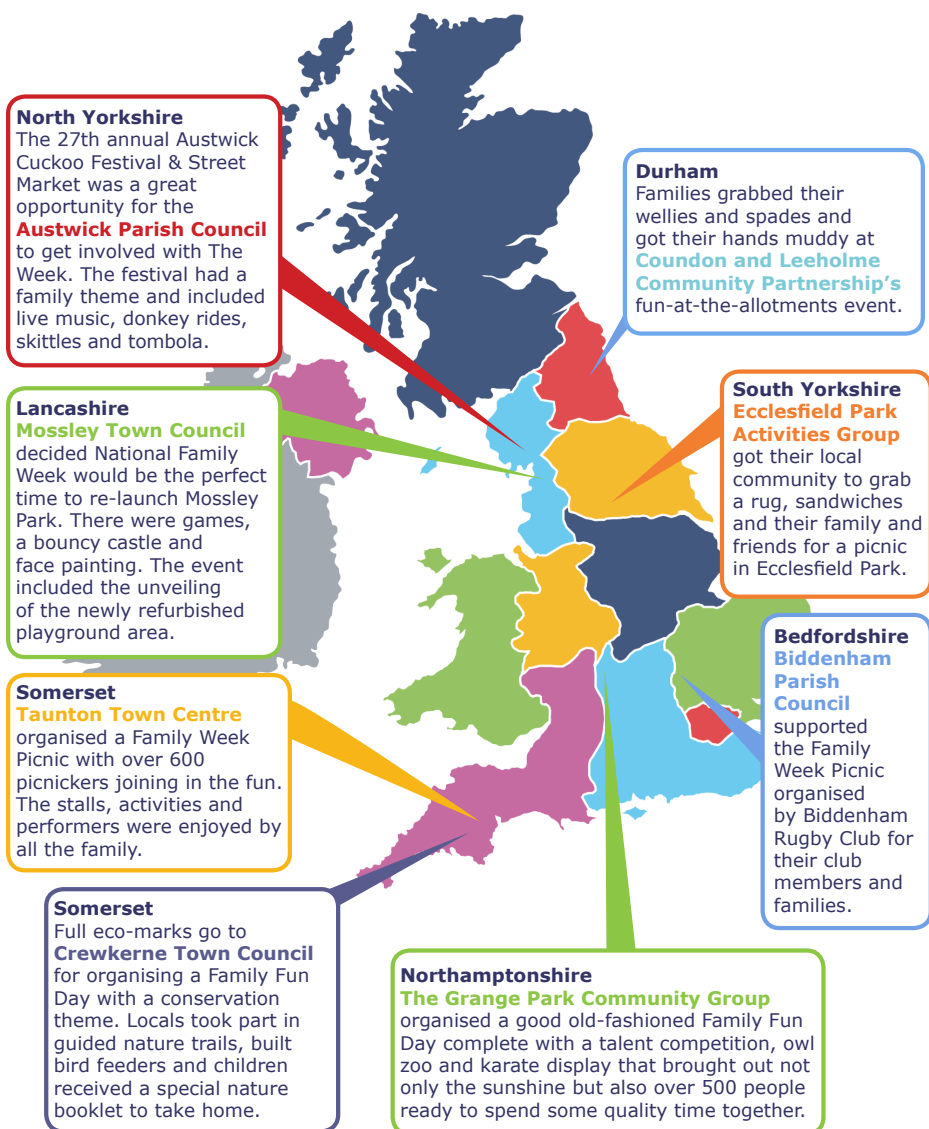 North Yorkshire
The 27th annual Austwick
Cuckoo Festival & Street
Market was a great
opportunity for the
Austwick Parish Council
to get involved with The
Week. The festival had a
family theme and included
live music, donkey rides,
skittles and tombola.
Durham
Families grabbed their
wellies and spades and
got their hands muddy at
Coundon and Leeholme
Community Partnership's
fun-at-the-allotments event.
Lancashire
Mossley Town Council
decided National Family
Week would be the perfect
time to re-launch Mossley
Park. There were games,
a bouncy castle and
face painting. The event
included the unveiling
of the newly refurbished
playground area.
South Yorkshire
Ecclesfield Park
Activities Group
got their local
community to grab
a rug, sandwiches
and their family and
friends for a picnic
in Ecclesfield Park.
Somerset
Taunton Town Centre
organised a Family Week
Picnic with over 600
picnickers joining in the fun.
The stalls, activities and
performers were enjoyed by
all the family.
Bedfordshire
Biddenham
Parish
Council
supported
the Family
Week Picnic
organised
by Biddenham
Rugby Club for
their club
members and
families.
Somerset
Full eco-marks go to
Crewkerne Town Council
for organising a Family Fun
Day with a conservation
theme. Locals took part in
guided nature trails, built
bird feeders and children
received a special nature
booklet to take home.
Northamptonshire
The Grange Park Community Group
organised a good old-fashioned Family Fun
Day complete with a talent competition, owl
zoo and karate display that brought out not
only the sunshine but also over 500 people
ready to spend some quality time together.